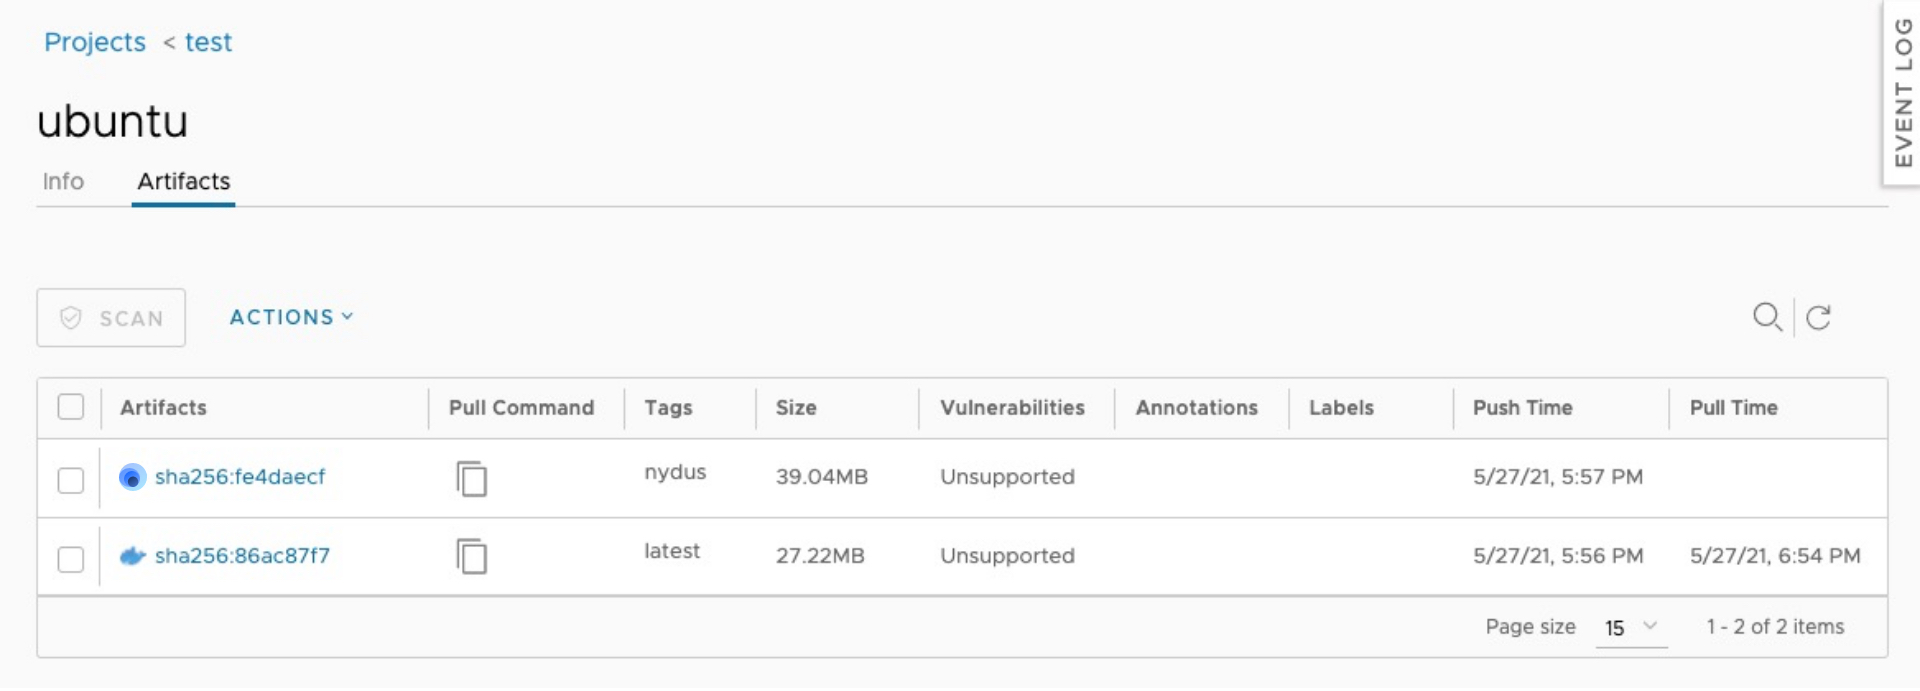 Projects < test
EVENT LOG
ubuntu
Info Artifacts
SCAN ACTIONS
Artifacts Pull Command Tags Size Vulnerabilities Annotations Labels Push Time Pull Time
sha256:fe4daecf nydus 39.04MB Unsupported 5/27/21, 5:57 PM
sha256:86ac87f7 latest 27.22MB Unsupported 5/27/21, 5:56 PM 5/27/21, 6:54 PM
Page size 15 1 - 2 of 2 items